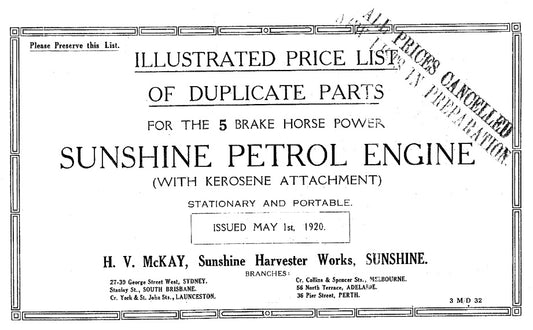 Please Preserve this List.
ALL PRICES CANCELLED
NEW LISTS IN PREPARATION
ILLUSTRATED PRICE LIST
OF DUPLICATE PARTS
FOR THE 5 BRAKE HORSE POWER
SUNSHINE PETROL ENGINE
(WITH KEROSENE ATTACHMENT)
STATIONARY AND PORTABLE.
ISSUED MAY 1st, 1920.
H. V. McKAY, Sunshine Harvester Works, SUNSHINE.
BRANCHES:
27-39 George Street West, SYDNEY. Cr. Collins & Spencer Sts., MELBOURNE.
Stanley St., SOUTH BRISBANE. 56 North Terrace, ADELAIDE.
Cr. York & St. John Sts., LAUNCESTON. 36 Pier Street, PERTH.
3 M D 32